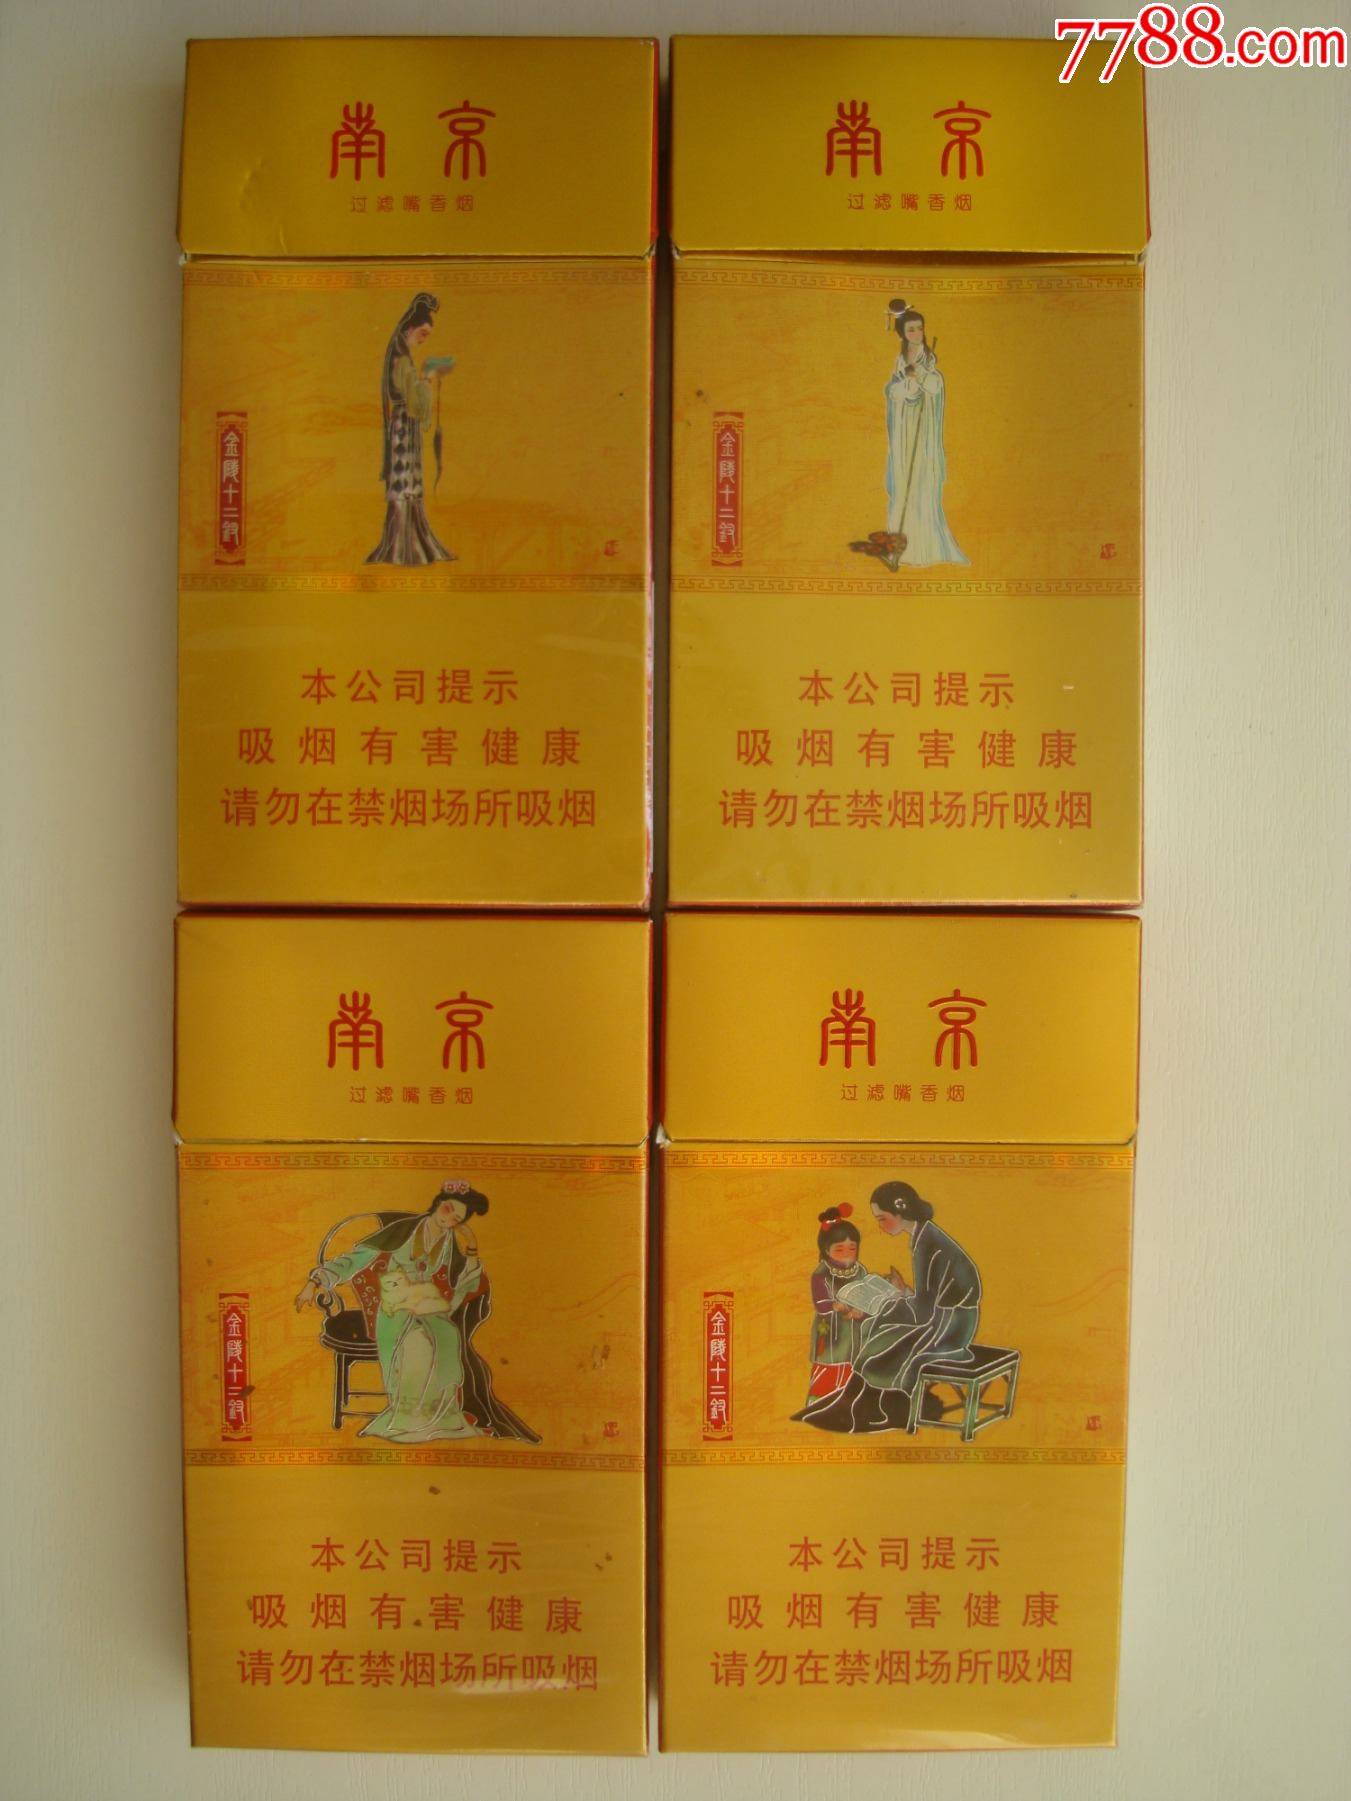 7788.com
南京
过滤嘴香烟
金陵十二钗
本公司提示
吸烟有害健康
请勿在禁烟场所吸烟
南京
过滤嘴香烟
金陵十二钗
本公司提示
吸烟有害健康
请勿在禁烟场所吸烟
南京
过滤嘴香烟
金陵十二钗
本公司提示
吸烟有害健康
请勿在禁烟场所吸烟
南京
过滤嘴香烟
金陵十二钗
本公司提示
吸烟有害健康
请勿在禁烟场所吸烟